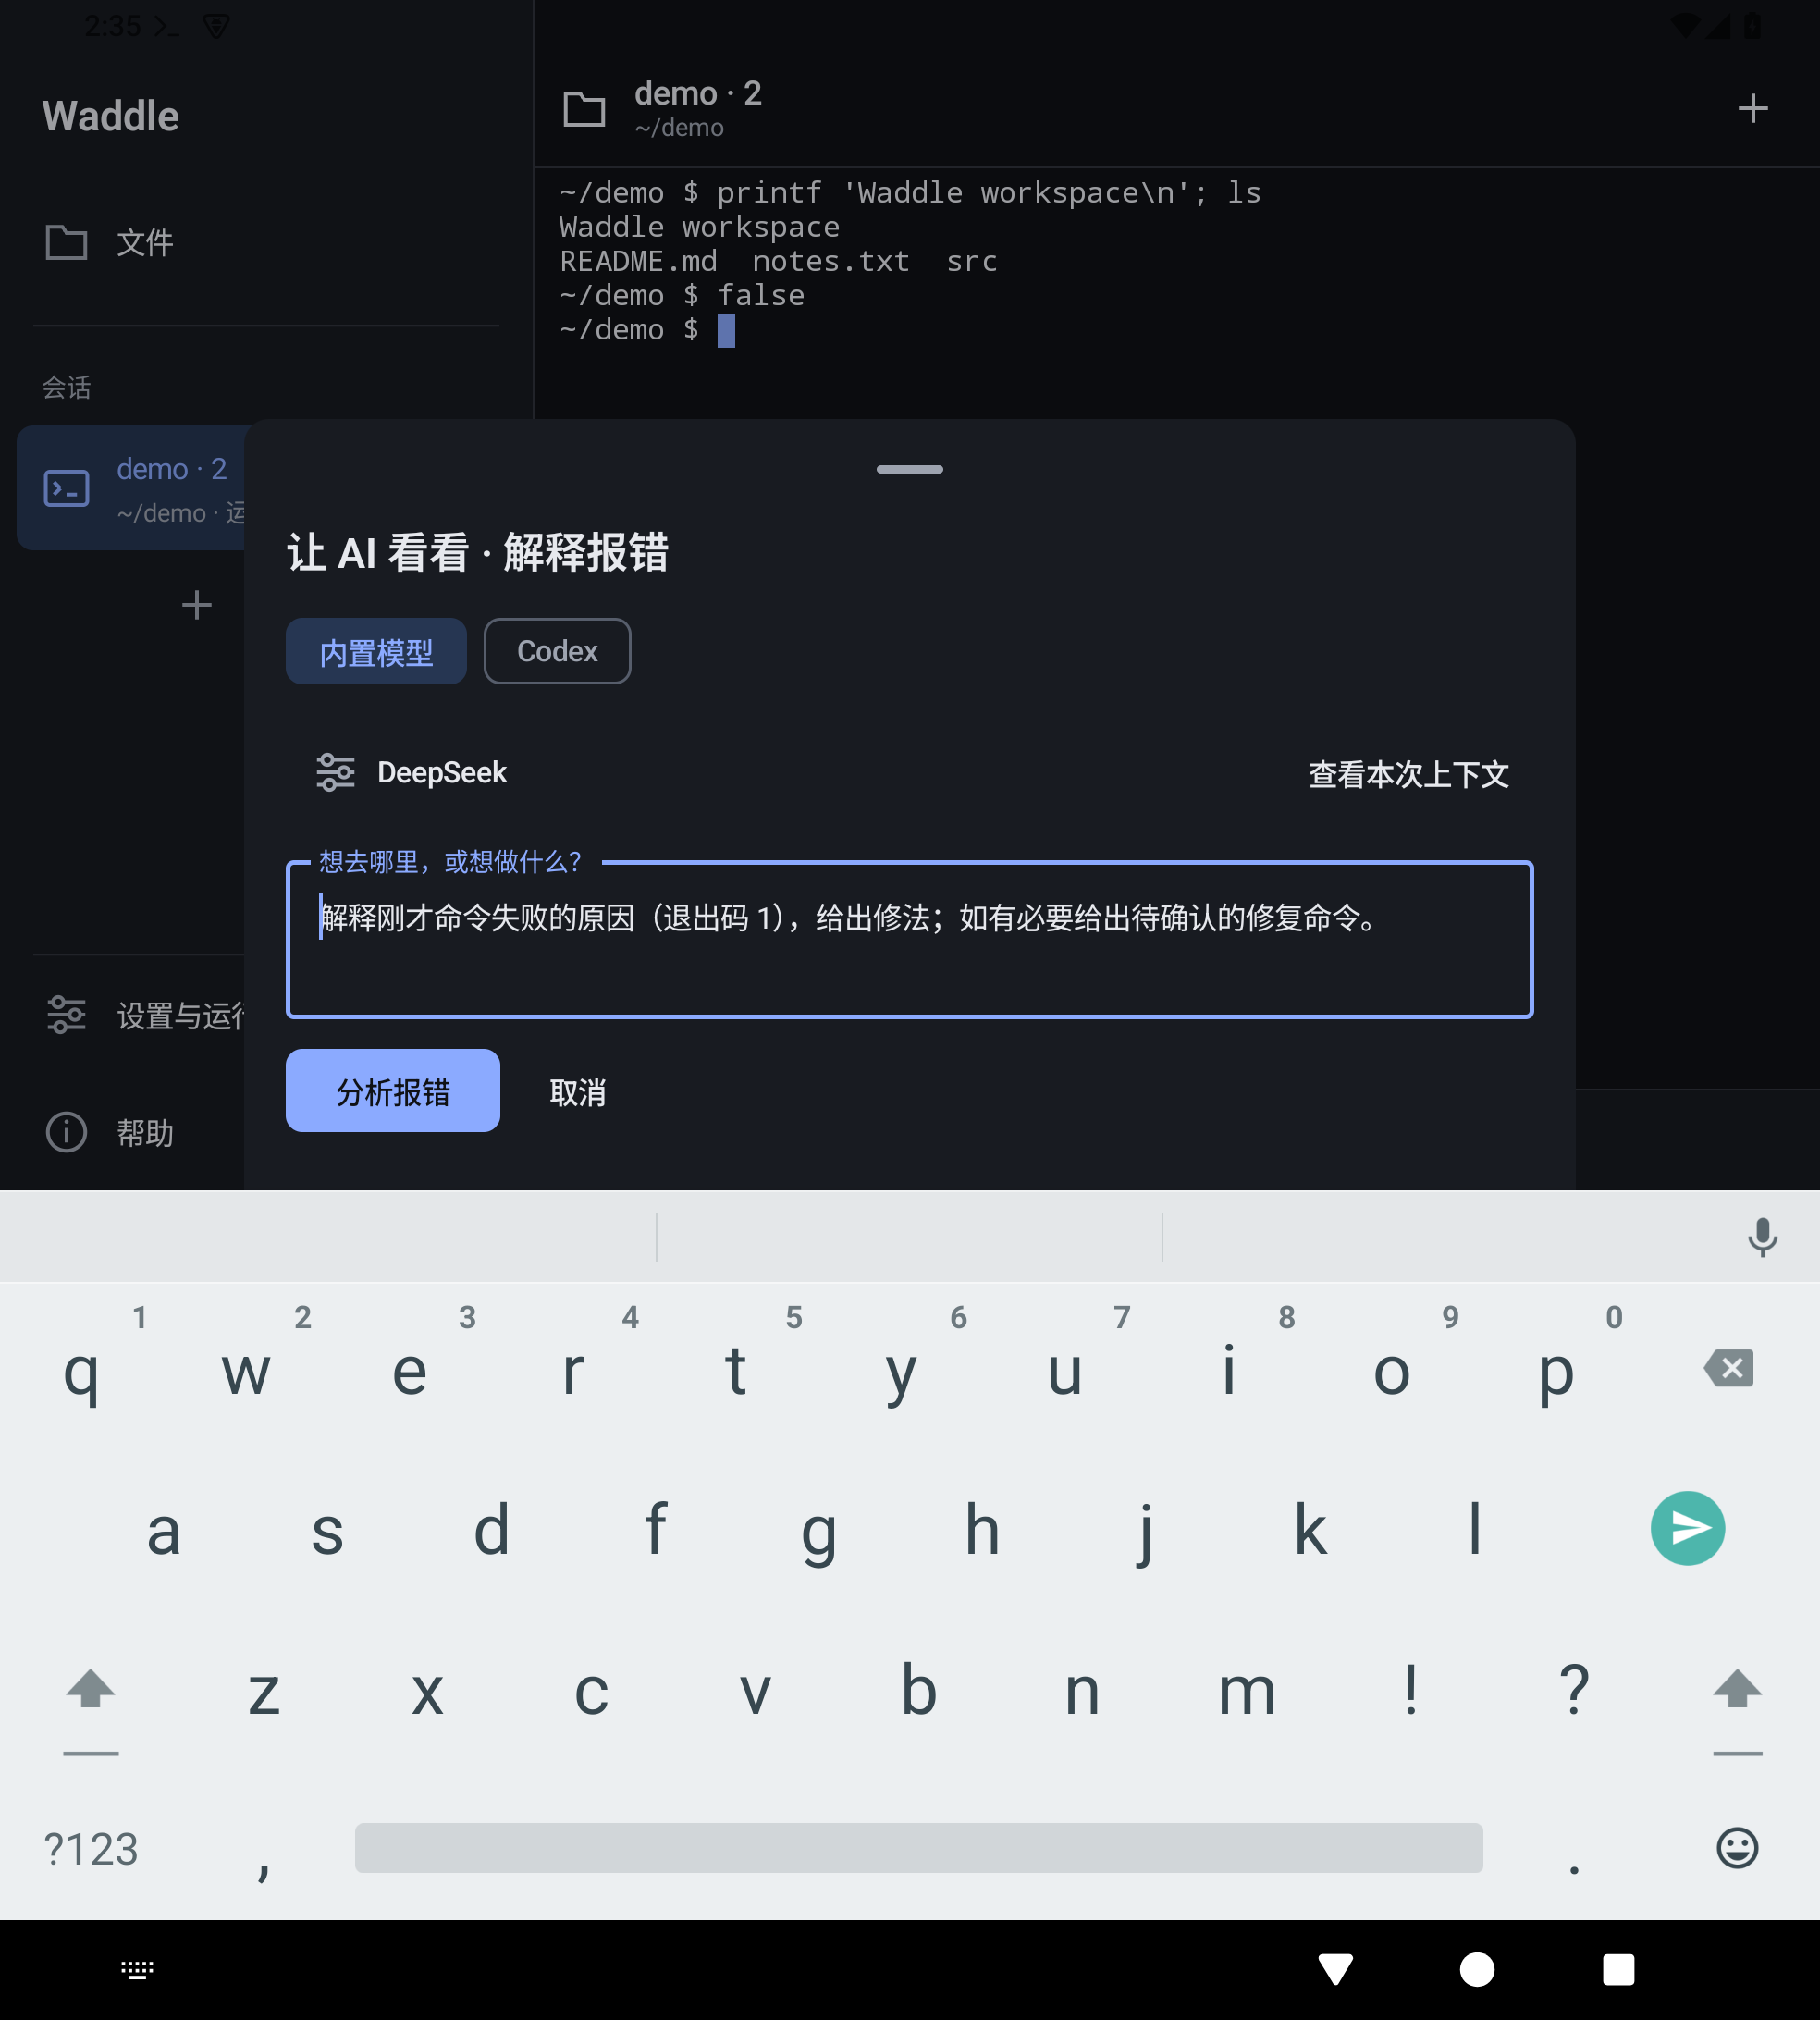 2:35
Waddle
文件
会话
demo · 2
~/demo · 运
设置与运行
帮助
demo · 2
~/demo
~/demo $ printf 'Waddle workspace\n'; ls
Waddle workspace
README.md  notes.txt  src
~/demo $ false
~/demo $
让 AI 看看 · 解释报错
内置模型
Codex
DeepSeek
查看本次上下文
想去哪里，或想做什么？
解释刚才命令失败的原因（退出码 1），给出修法；如有必要给出待确认的修复命令。
分析报错
取消
1 2 3 4 5 6 7 8 9 0
q w e r t y u i o p
a s d f g h j k l
z x c v b n m ! ?
?123 , .